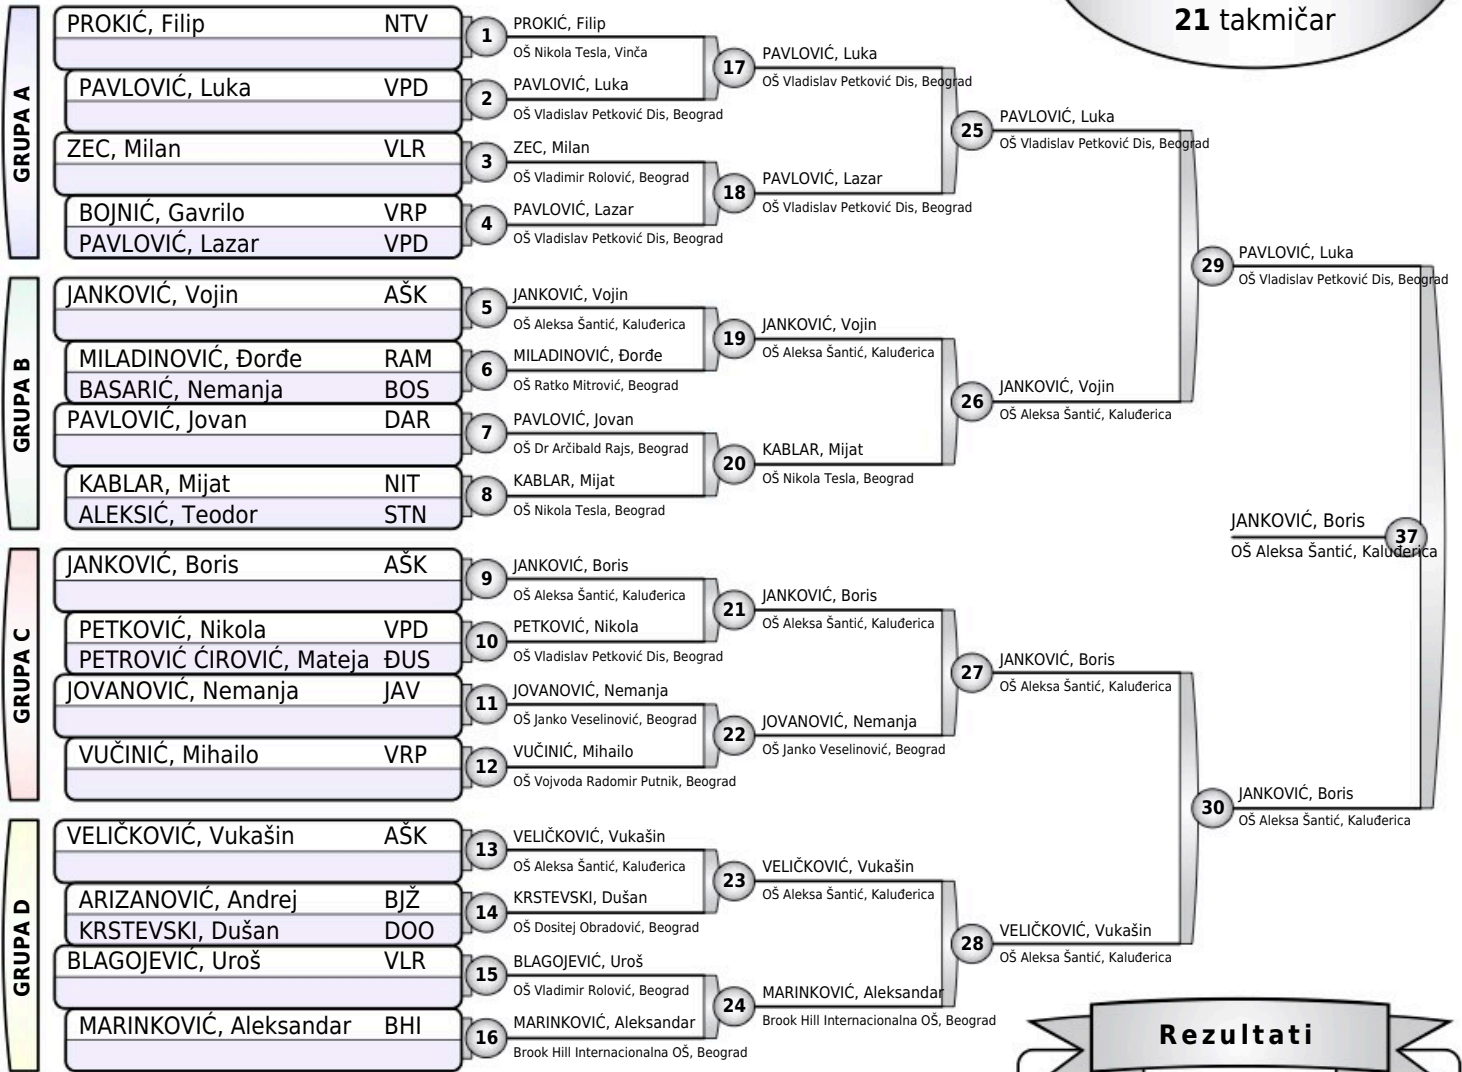 21 takmičar
GRUPA A
PROKIĆ, Filip NTV
PAVLOVIĆ, Luka VPD
ZEC, Milan VLR
BOJNIĆ, Gavrilo VRP
PAVLOVIĆ, Lazar VPD
GRUPA B
JANKOVIĆ, Vojin AŠK
MILADINOVIĆ, Đorđe RAM
BASARIĆ, Nemanja BOS
PAVLOVIĆ, Jovan DAR
KABLAR, Mijat NIT
ALEKSIĆ, Teodor STN
GRUPA C
JANKOVIĆ, Boris AŠK
PETKOVIĆ, Nikola VPD
PETROVIĆ ĆIROVIĆ, Mateja ĐUS
JOVANOVIĆ, Nemanja JAV
VUČINIĆ, Mihailo VRP
GRUPA D
VELIČKOVIĆ, Vukašin AŠK
ARIZANOVIĆ, Andrej BJŽ
KRSTEVSKI, Dušan DOO
BLAGOJEVIĆ, Uroš VLR
MARINKOVIĆ, Aleksandar BHI
1 PROKIĆ, Filip
OŠ Nikola Tesla, Vinča
2 PAVLOVIĆ, Luka
OŠ Vladislav Petković Dis, Beograd
3 ZEC, Milan
OŠ Vladimir Rolović, Beograd
4 PAVLOVIĆ, Lazar
OŠ Vladislav Petković Dis, Beograd
5 JANKOVIĆ, Vojin
OŠ Aleksa Šantić, Kaluđerica
6 MILADINOVIĆ, Đorđe
OŠ Ratko Mitrović, Beograd
7 PAVLOVIĆ, Jovan
OŠ Dr Arčibald Rajs, Beograd
8 KABLAR, Mijat
OŠ Nikola Tesla, Beograd
9 JANKOVIĆ, Boris
OŠ Aleksa Šantić, Kaluđerica
10 PETKOVIĆ, Nikola
OŠ Vladislav Petković Dis, Beograd
11 JOVANOVIĆ, Nemanja
OŠ Janko Veselinović, Beograd
12 VUČINIĆ, Mihailo
OŠ Vojvoda Radomir Putnik, Beograd
13 VELIČKOVIĆ, Vukašin
OŠ Aleksa Šantić, Kaluđerica
14 KRSTEVSKI, Dušan
OŠ Dositej Obradović, Beograd
15 BLAGOJEVIĆ, Uroš
OŠ Vladimir Rolović, Beograd
16 MARINKOVIĆ, Aleksandar
Brook Hill Internacionalna OŠ, Beograd
17 PAVLOVIĆ, Luka
OŠ Vladislav Petković Dis, Beograd
18 PAVLOVIĆ, Lazar
OŠ Vladislav Petković Dis, Beograd
19 JANKOVIĆ, Vojin
OŠ Aleksa Šantić, Kaluđerica
20 KABLAR, Mijat
OŠ Nikola Tesla, Beograd
21 JANKOVIĆ, Boris
OŠ Aleksa Šantić, Kaluđerica
22 JOVANOVIĆ, Nemanja
OŠ Janko Veselinović, Beograd
23 VELIČKOVIĆ, Vukašin
OŠ Aleksa Šantić, Kaluđerica
24 MARINKOVIĆ, Aleksandar
Brook Hill Internacionalna OŠ, Beograd
25 PAVLOVIĆ, Luka
OŠ Vladislav Petković Dis, Beograd
26 JANKOVIĆ, Vojin
OŠ Aleksa Šantić, Kaluđerica
27 JANKOVIĆ, Boris
OŠ Aleksa Šantić, Kaluđerica
28 VELIČKOVIĆ, Vukašin
OŠ Aleksa Šantić, Kaluđerica
29 PAVLOVIĆ, Luka
OŠ Vladislav Petković Dis, Beograd
30 JANKOVIĆ, Boris
OŠ Aleksa Šantić, Kaluđerica
JANKOVIĆ, Boris 37
OŠ Aleksa Šantić, Kaluđerica
Rezultati